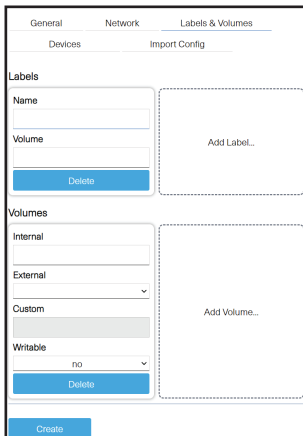 General Network Labels & Volumes
Devices Import Config
Labels
Name
Volume
Delete
Add Label...
Volumes
Internal
External
Custom
Writable
no
Delete
Add Volume...
Create